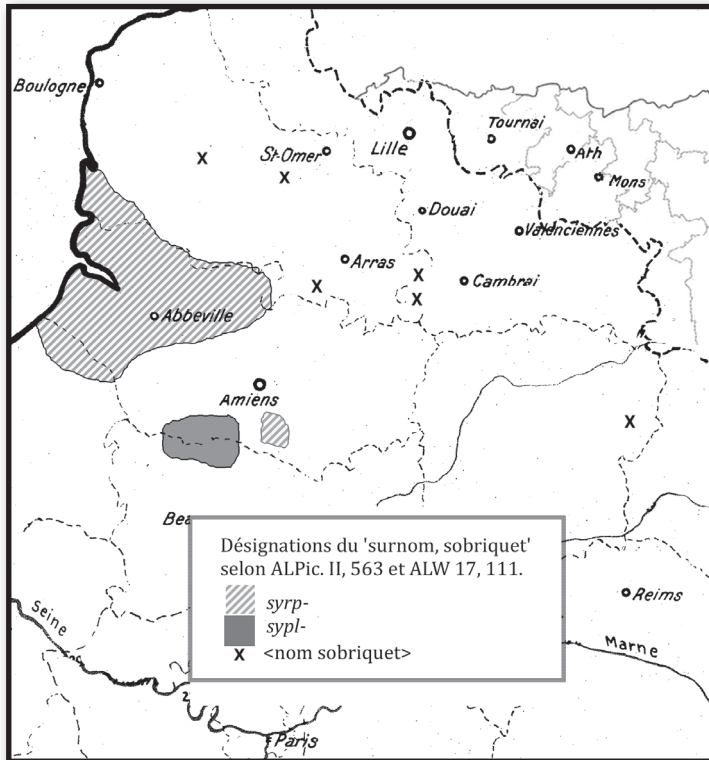 Boulogne
St-Omer
Lille
Tournai
Ath
Mons
Douai
Valenciennes
Arras
Cambrai
Abbeville
Amiens
Bea
Désignations du 'surnom, sobriquet'
selon ALPic. II, 563 et ALW 17, 111.
syrp-
sypl-
x <nom sobriquet>
Reims
Seine
Marne
Paris